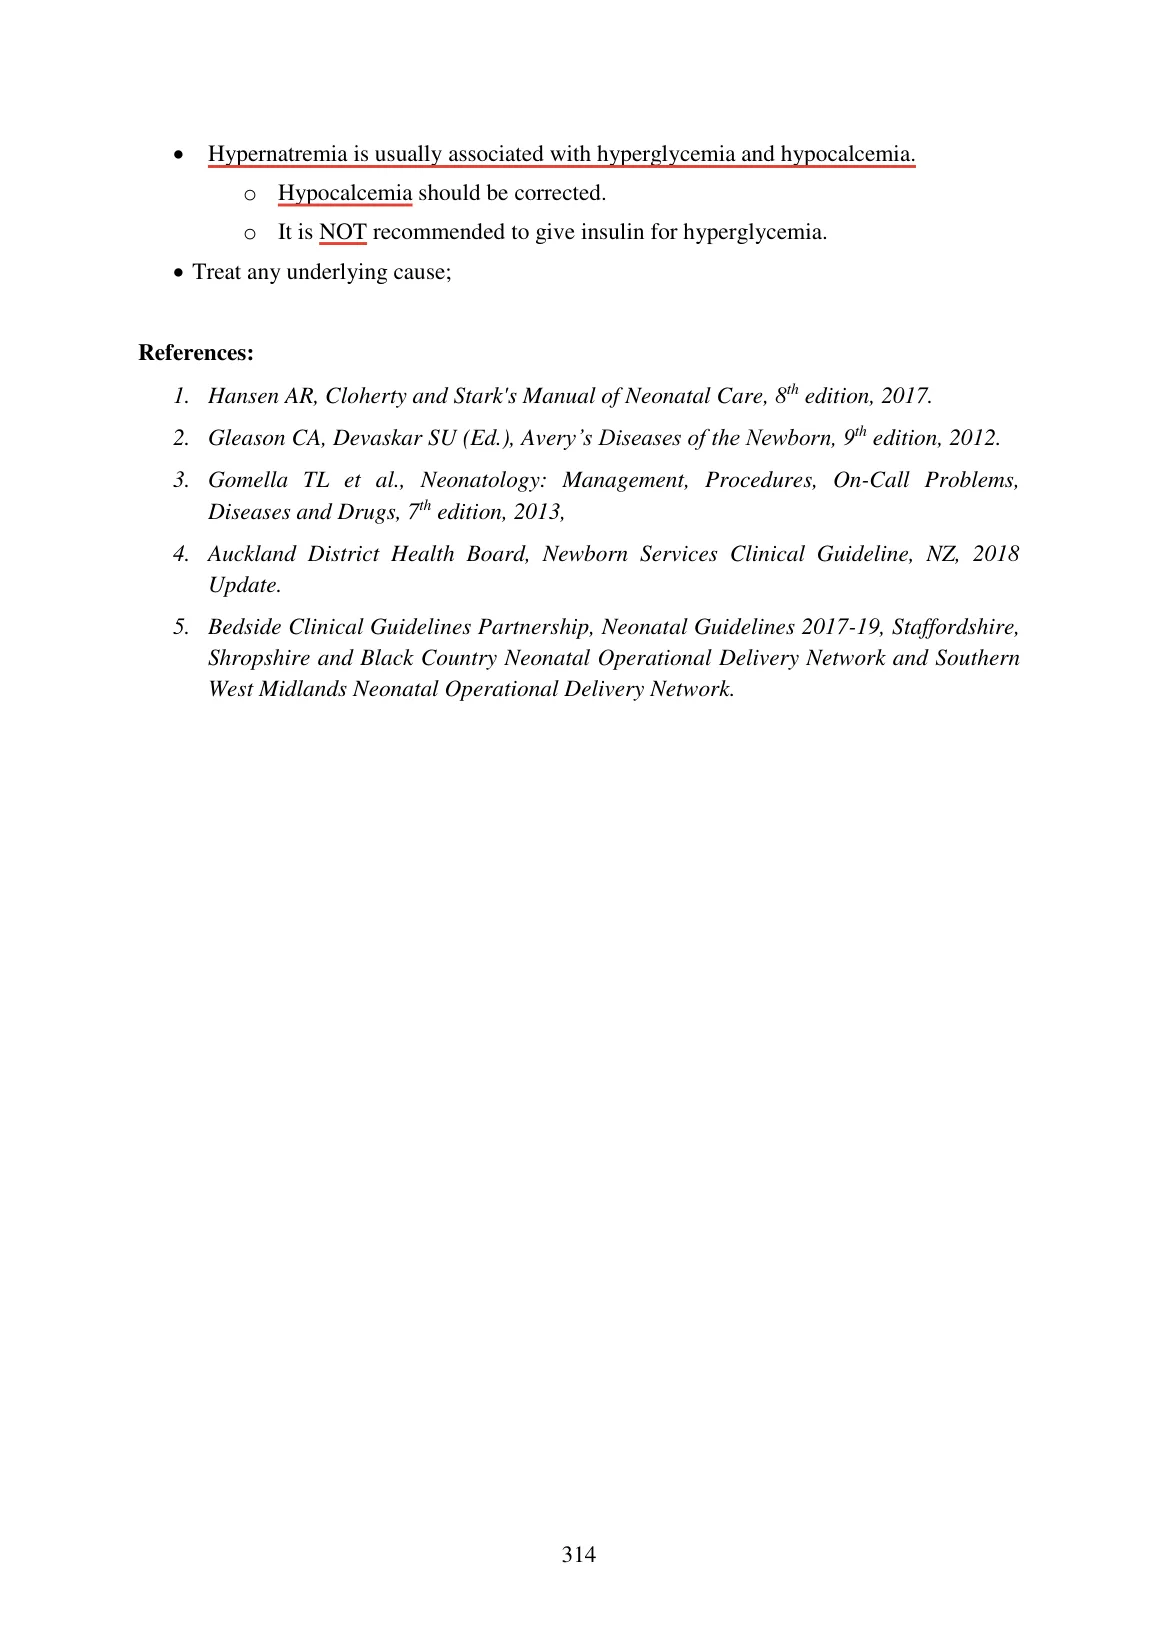 • Hypernatremia is usually associated with hyperglycemia and hypocalcemia.
o Hypocalcemia should be corrected.
o It is NOT recommended to give insulin for hyperglycemia.
• Treat any underlying cause;
References:
1. Hansen AR, Cloherty and Stark's Manual of Neonatal Care, 8th edition, 2017.
2. Gleason CA, Devaskar SU (Ed.), Avery’s Diseases of the Newborn, 9th edition, 2012.
3. Gomella TL et al., Neonatology: Management, Procedures, On-Call Problems,
Diseases and Drugs, 7th edition, 2013,
4. Auckland District Health Board, Newborn Services Clinical Guideline, NZ, 2018
Update.
5. Bedside Clinical Guidelines Partnership, Neonatal Guidelines 2017-19, Staffordshire,
Shropshire and Black Country Neonatal Operational Delivery Network and Southern
West Midlands Neonatal Operational Delivery Network.
314